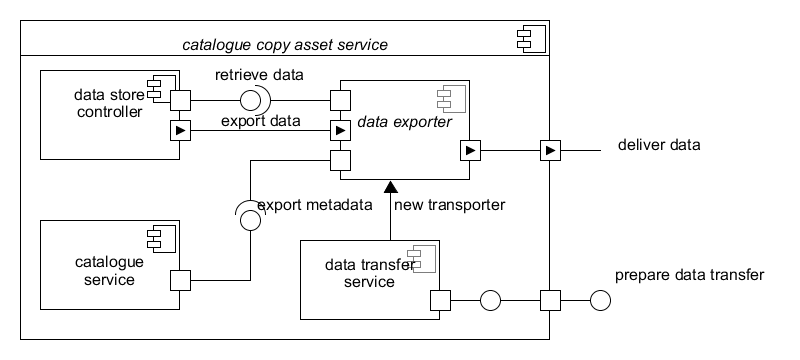 catalogue copy asset service
retrieve data
data store
controller
export data
data exporter
deliver data
export metadata
new transporter
catalogue
service
data transfer
service
prepare data transfer